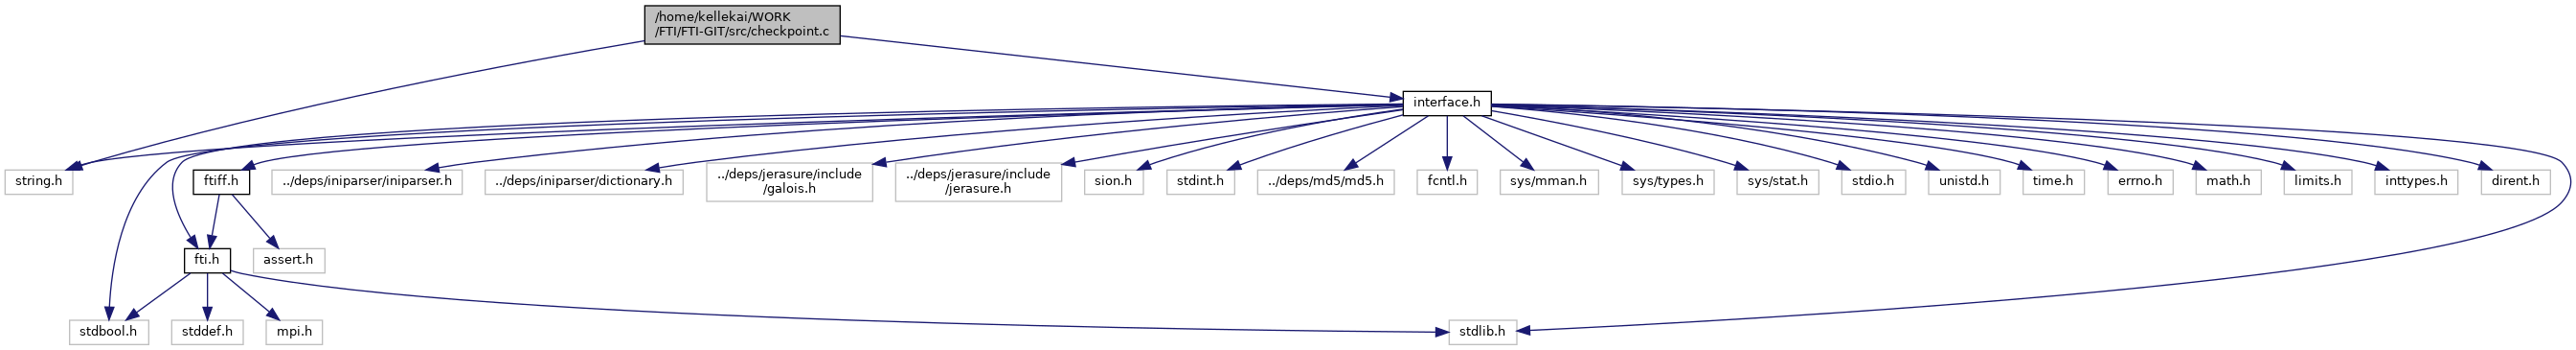 /home/kellekai/WORK
/FTI/FTI-GIT/src/checkpoint.c
interface.h
string.h
ftiff.h
../deps/iniparser/iniparser.h
../deps/iniparser/dictionary.h
../deps/jerasure/include
/galois.h
../deps/jerasure/include
/jerasure.h
sion.h
stdint.h
../deps/md5/md5.h
fcntl.h
sys/mman.h
sys/types.h
sys/stat.h
stdio.h
unistd.h
time.h
errno.h
math.h
limits.h
inttypes.h
dirent.h
fti.h
assert.h
stdbool.h
stddef.h
mpi.h
stdlib.h